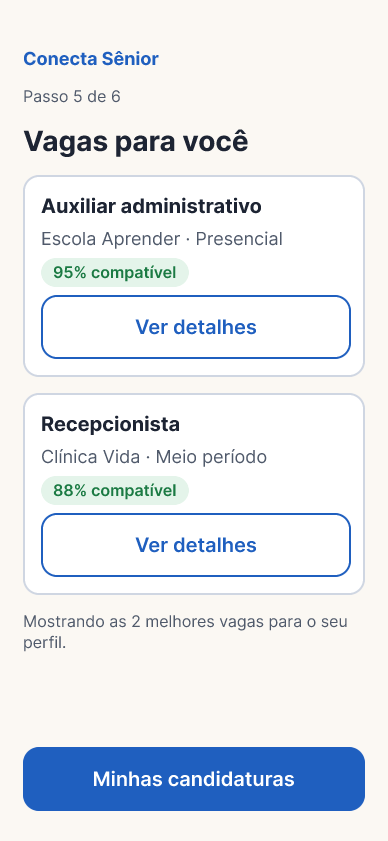 Conecta Sênior
Passo 5 de 6
Vagas para você
Auxiliar administrativo
Escola Aprender · Presencial
95% compatível
Ver detalhes
Recepcionista
Clínica Vida · Meio período
88% compatível
Ver detalhes
Mostrando as 2 melhores vagas para o seu
perfil.
Minhas candidaturas